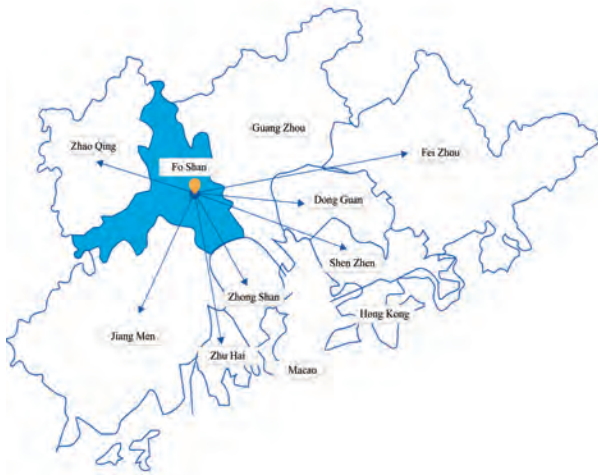 Guang Zhou
Zhao Qing
Fei Zhou
Fo Shan
Dong Guan
Shen Zhen
Zhong Shan
Hong Kong
Jiang Men
Zhu Hai
Macao